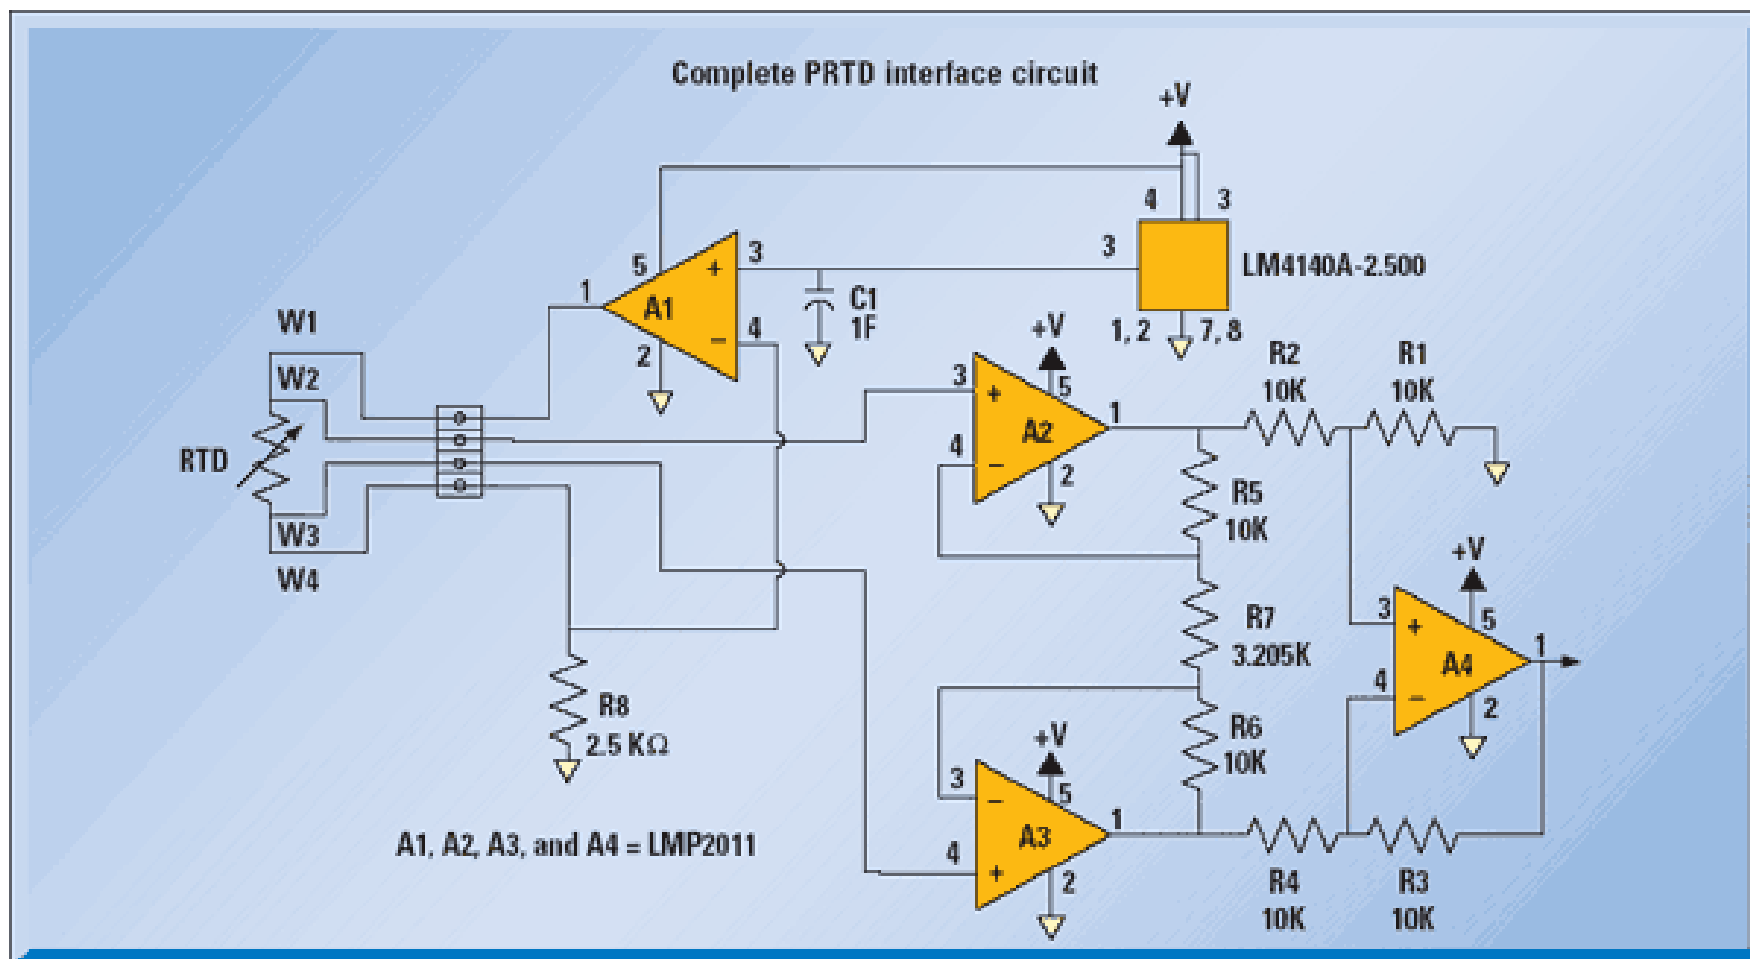 Complete PRTD interface circuit
+V
4
3
3
LM4140A-2.500
1, 2
7, 8
5
3
1
A1
4
2
C1
1F
W1
W2
RTD
W3
W4
+V
3
5
A2
1
4
2
R2
10K
R1
10K
R5
10K
R7
3.205K
R6
10K
R8
2.5 KΩ
+V
3
5
A4
1
4
2
+V
3
5
A3
1
4
2
R4
10K
R3
10K
A1, A2, A3, and A4 = LMP2011